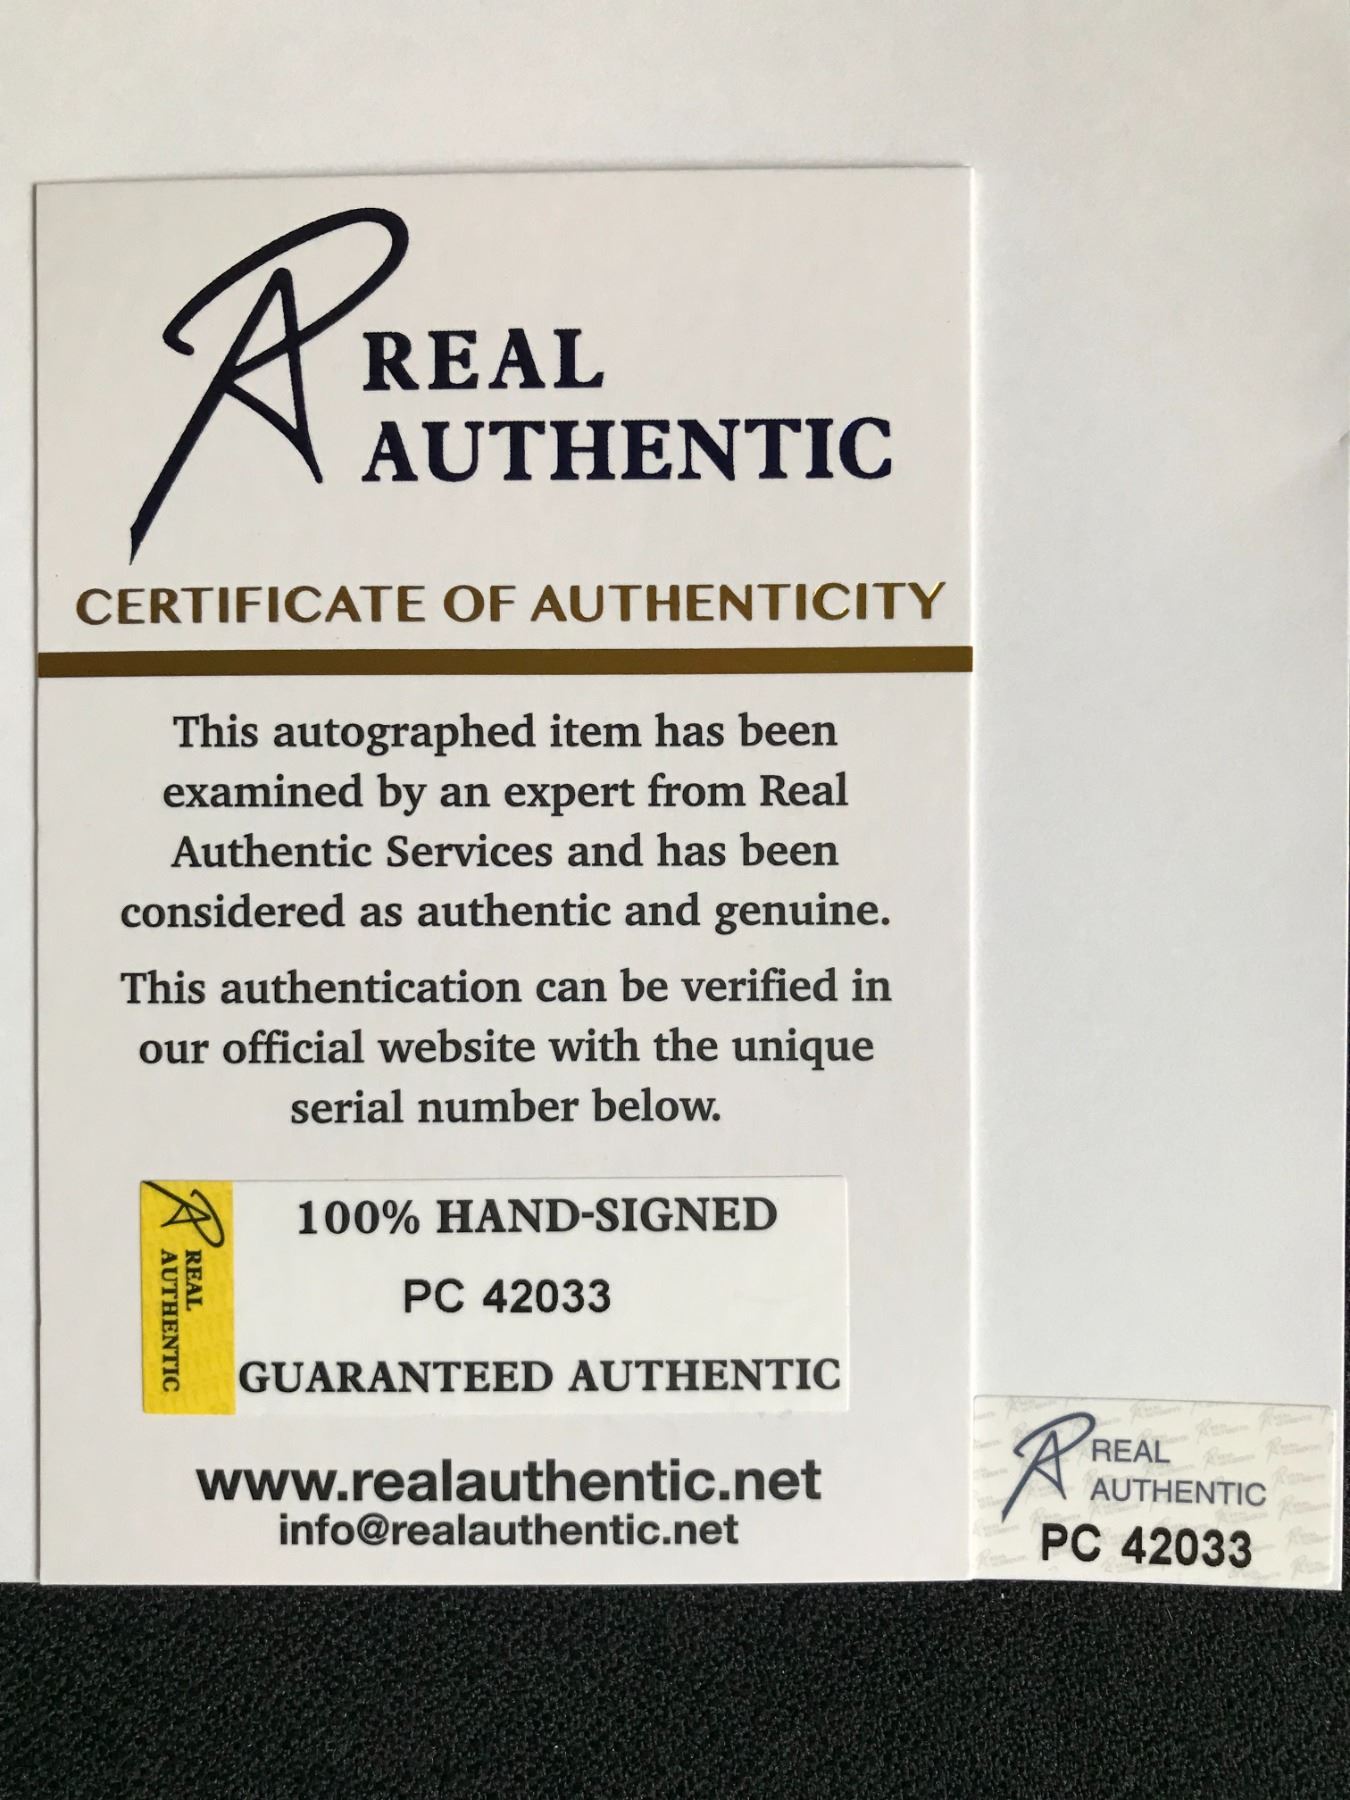 REAL
AUTHENTIC
CERTIFICATE OF AUTHENTICITY
This autographed item has been
examined by an expert from Real
Authentic Services and has been
considered as authentic and genuine.
This authentication can be verified in
our official website with the unique
serial number below.
REAL
AUTHENTIC
100% HAND-SIGNED
PC 42033
GUARANTEED AUTHENTIC
www.realauthentic.net
info@realauthentic.net
REAL
AUTHENTIC
PC 42033